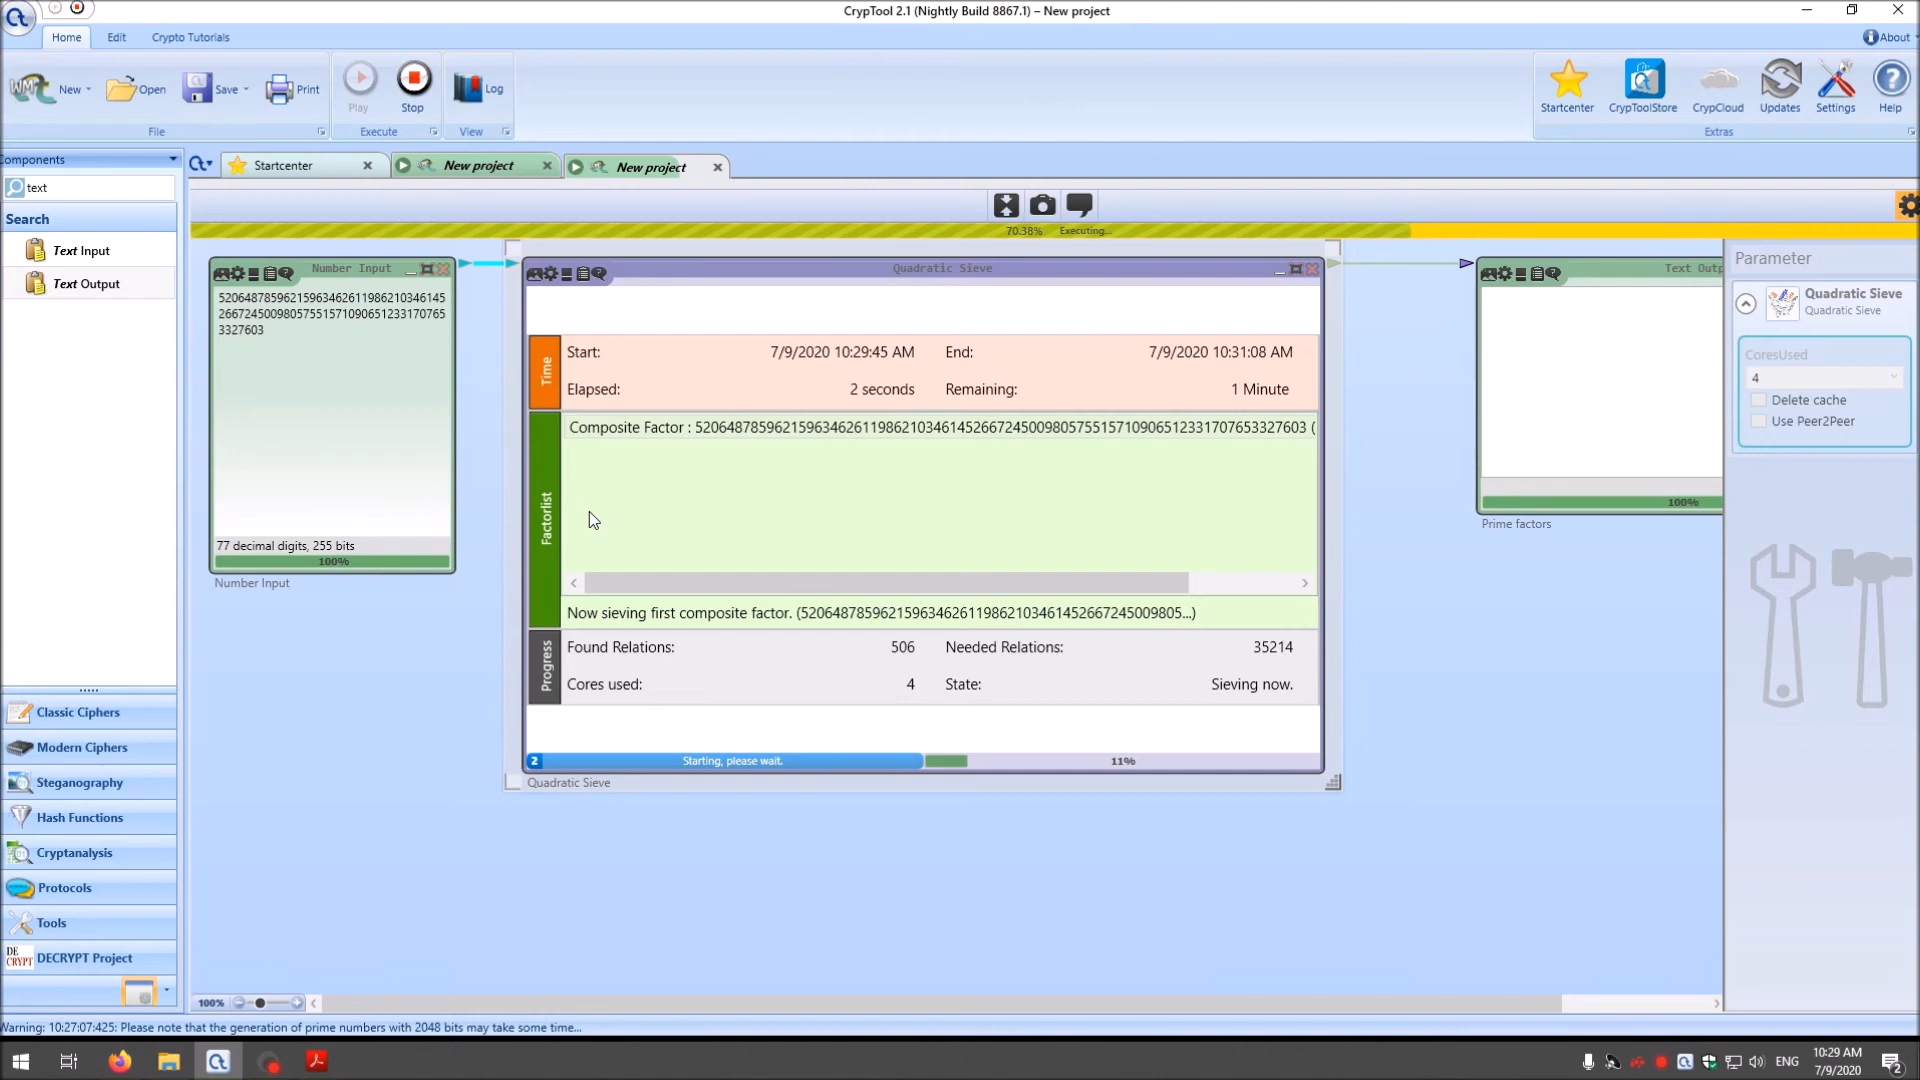 CrypTool 2.1 (Nightly Build 8867.1) – New project
Home Edit Crypto Tutorials
About
New Open Save Print
Play Stop
Log
Startcenter CrypToolStore CrypCloud Updates Settings Help
File Execute View Extras
Components
Startcenter New project New project
text
Search
Text Input
Text Output
70.38% Executing...
Number Input
52064878596215963462611986210346145
26672450098057551571090651233170765
3327603
77 decimal digits, 255 bits
100%
Number Input
Quadratic Sieve
Time
Start: 7/9/2020 10:29:45 AM End: 7/9/2020 10:31:08 AM
Elapsed: 2 seconds Remaining: 1 Minute
Factorlist
Composite Factor : 52064878596215963462611986210346145266724500980575515710906512331707653327603 (
Now sieving first composite factor. (520648785962159634626119862103461452667245009805...)
Progress
Found Relations: 506 Needed Relations: 35214
Cores used: 4 State: Sieving now.
2 Starting, please wait. 11%
Quadratic Sieve
Text Outp
100%
Prime factors
Parameter
Quadratic Sieve
Quadratic Sieve
CoresUsed
4
Delete cache
Use Peer2Peer
Classic Ciphers
Modern Ciphers
Steganography
Hash Functions
Cryptanalysis
Protocols
Tools
DE
CRYPT
DECRYPT Project
100%
Warning: 10:27:07:425: Please note that the generation of prime numbers with 2048 bits may take some time...
ENG
10:29 AM
7/9/2020
2